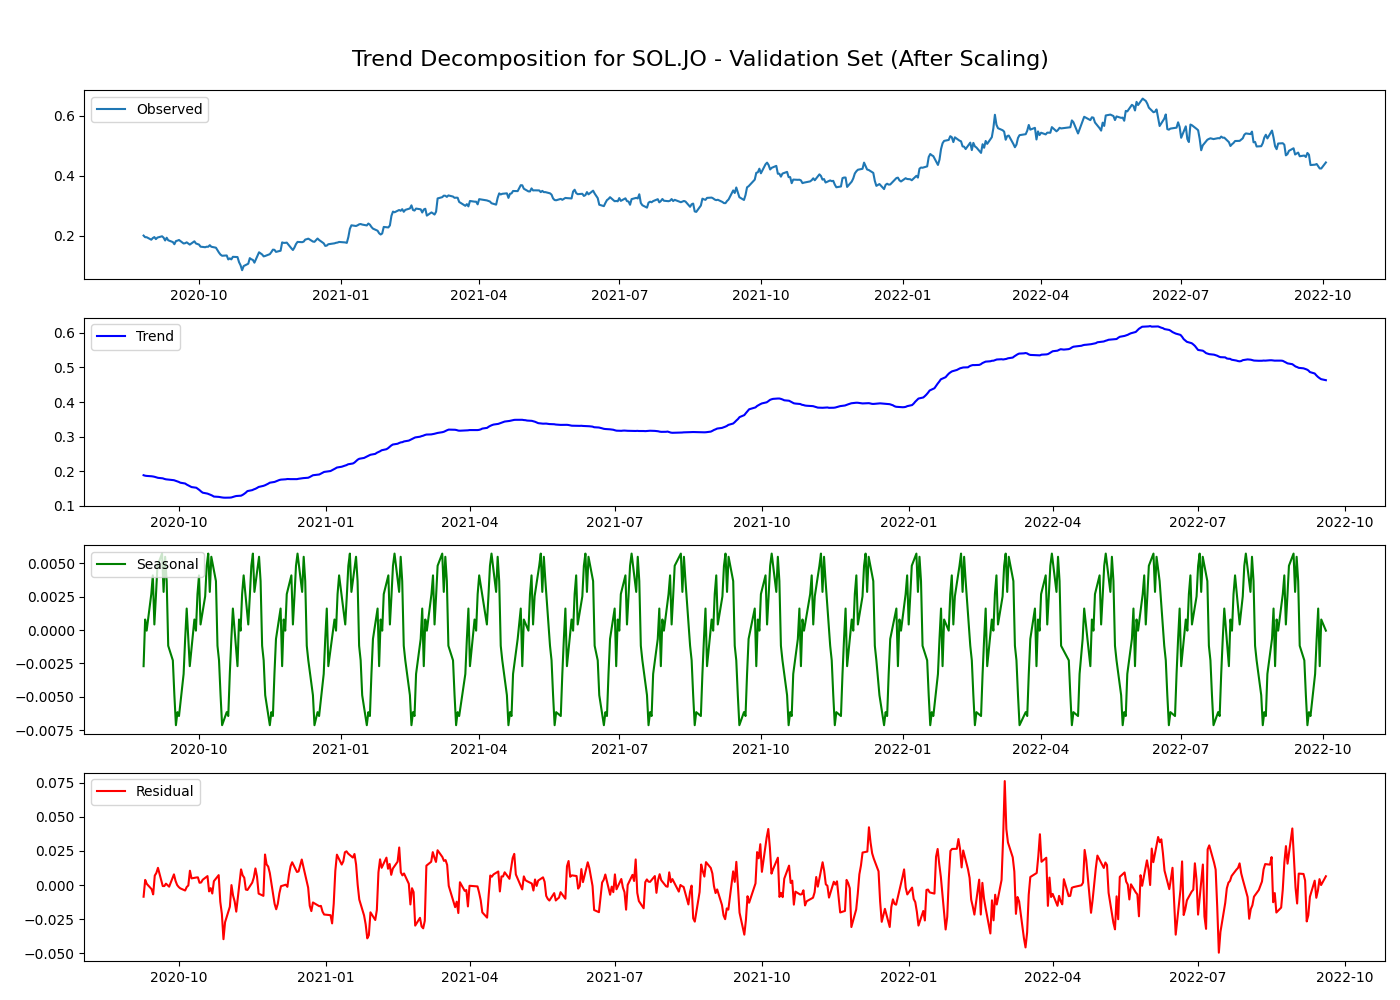 Trend Decomposition for SOL.JO - Validation Set (After Scaling)
Observed
0.6
0.4
0.2
2020-10 2021-01 2021-04 2021-07 2021-10 2022-01 2022-04 2022-07 2022-10
Trend
0.6
0.5
0.4
0.3
0.2
0.1
2020-10 2021-01 2021-04 2021-07 2021-10 2022-01 2022-04 2022-07 2022-10
Seasonal
0.0050
0.0025
0.0000
−0.0025
−0.0050
−0.0075
2020-10 2021-01 2021-04 2021-07 2021-10 2022-01 2022-04 2022-07 2022-10
Residual
0.075
0.050
0.025
0.000
−0.025
−0.050
2020-10 2021-01 2021-04 2021-07 2021-10 2022-01 2022-04 2022-07 2022-10